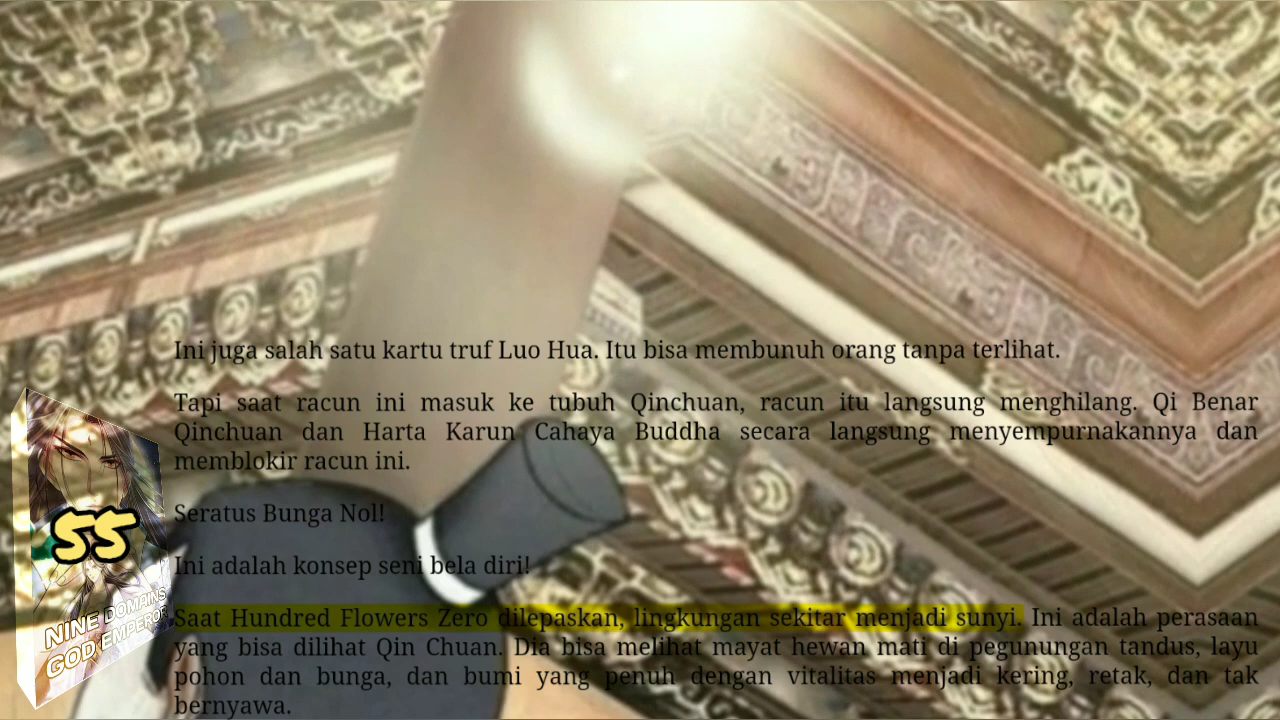 Ini juga salah satu kartu truf Luo Hua. Itu bisa membunuh orang tanpa terlihat.
Tapi saat racun ini masuk ke tubuh Qinchuan, racun itu langsung menghilang. Qi Benar
Qinchuan dan Harta Karun Cahaya Buddha secara langsung menyempurnakannya dan
memblokir racun ini.
Seratus Bunga Nol!
Ini adalah konsep seni bela diri!
Saat Hundred Flowers Zero dilepaskan, lingkungan sekitar menjadi sunyi. Ini adalah perasaan
yang bisa dilihat Qin Chuan. Dia bisa melihat mayat hewan mati di pegunungan tandus, layu
pohon dan bunga, dan bumi yang penuh dengan vitalitas menjadi kering, retak, dan tak
bernyawa.
SS
NINE DOMAINS
GOD EMPEROR